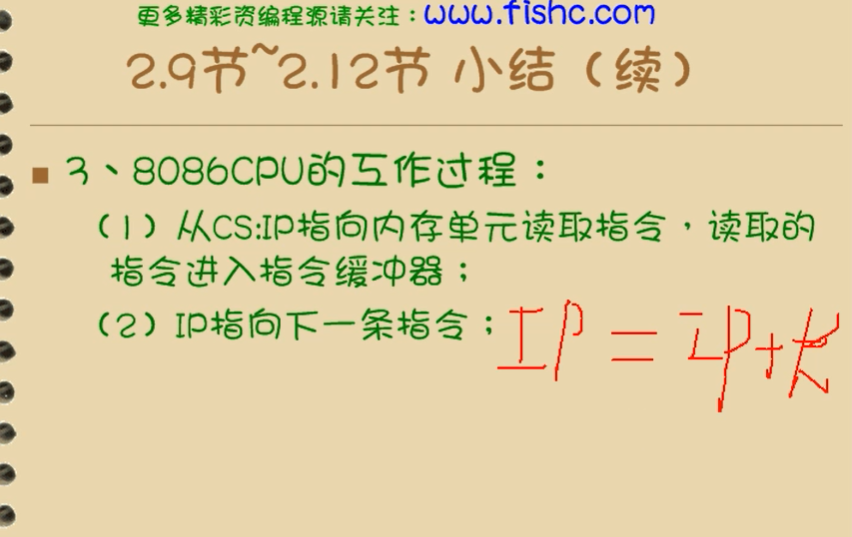 更多精彩资编程源请关注：www.fishc.com
2.9节~2.12节 小结（续）
3、8086CPU的工作过程：
（1）从CS:IP指向内存单元读取指令，读取的
指令进入指令缓冲器；
（2）IP指向下一条指令；IP=IP+长